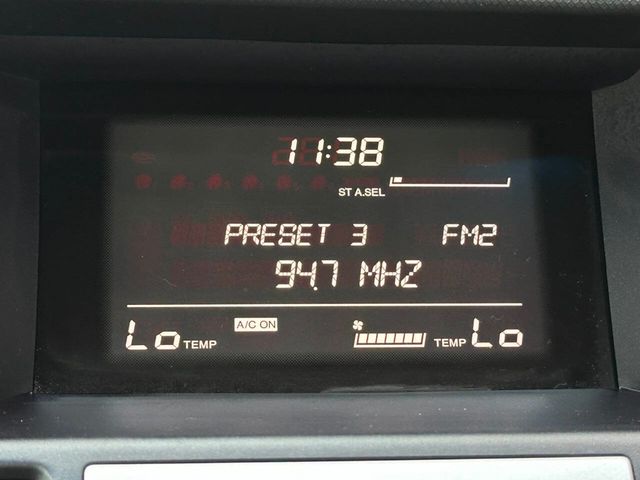 11:38
ST A.SEL
PRESET 3 FM2
94.7 MHZ
Lo TEMP A/C ON TEMP Lo